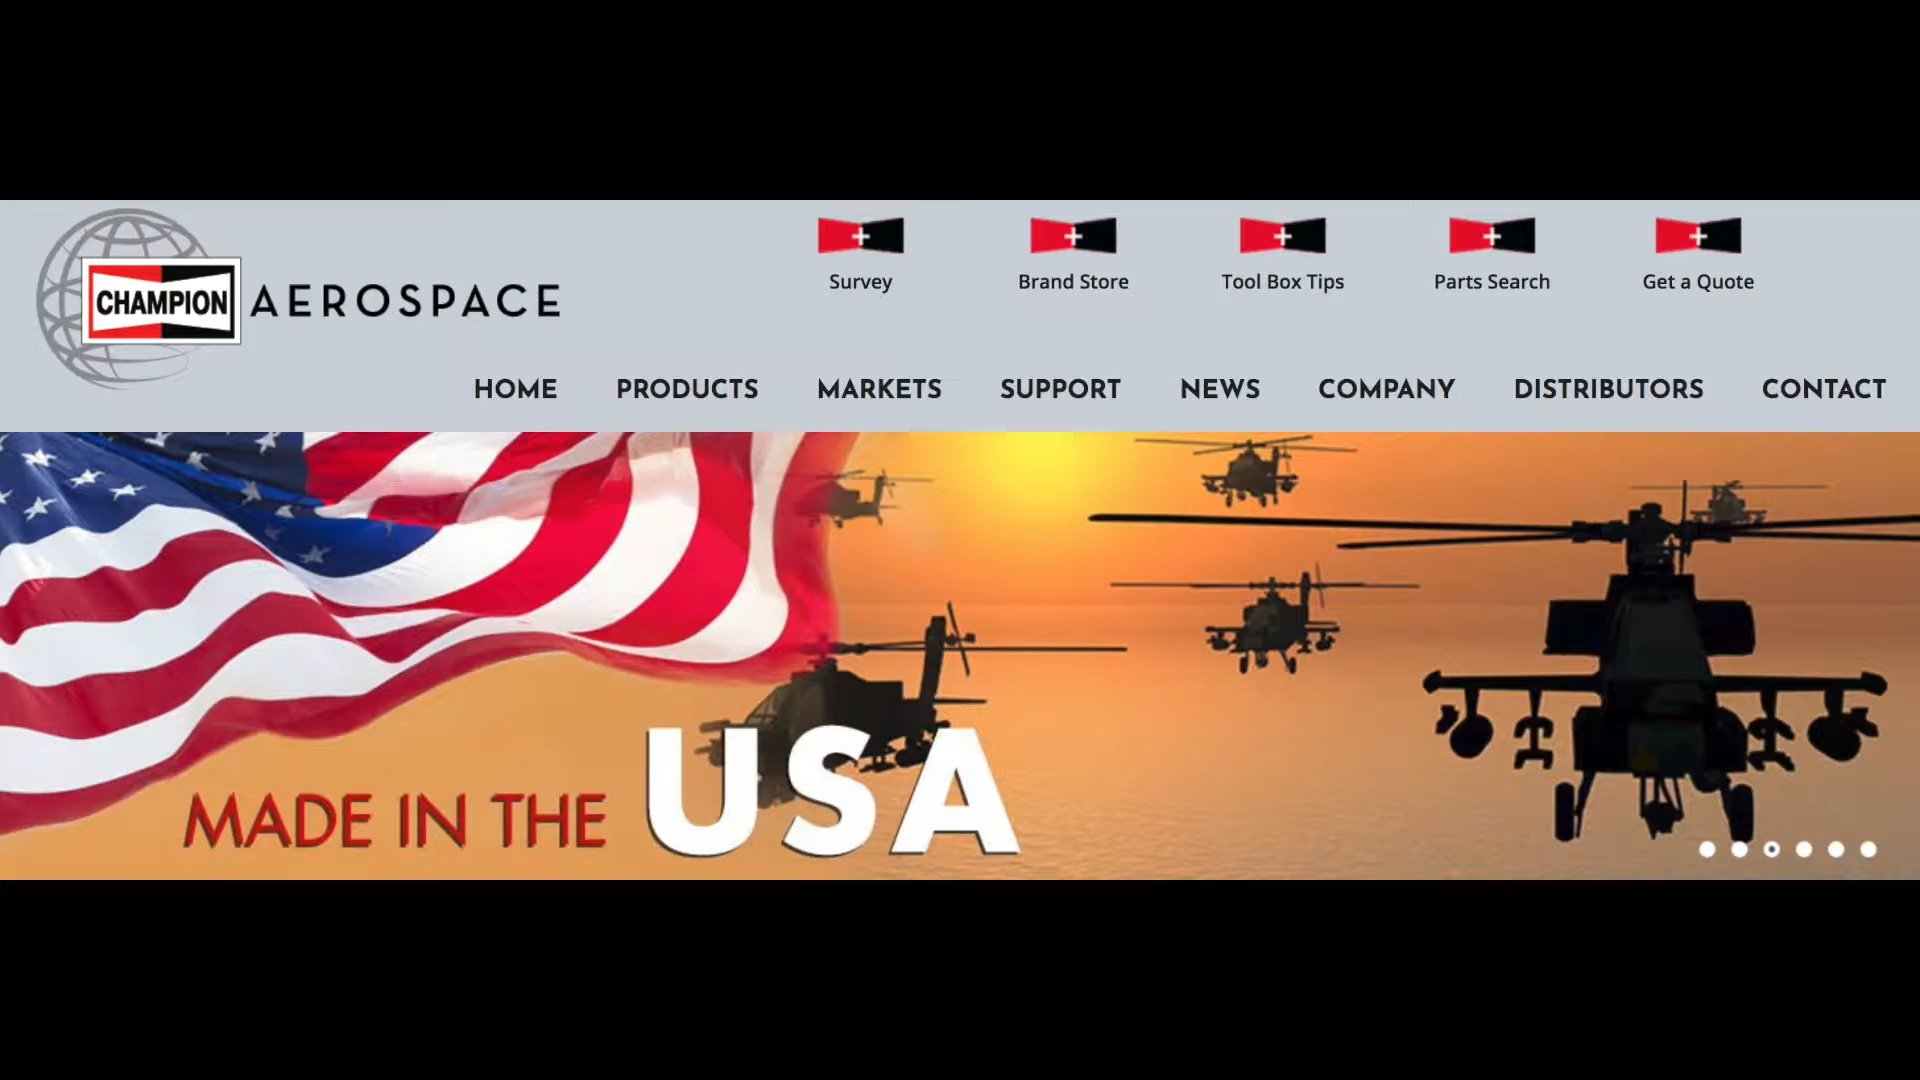 CHAMPION AEROSPACE
Survey Brand Store Tool Box Tips Parts Search Get a Quote
HOME PRODUCTS MARKETS SUPPORT NEWS COMPANY DISTRIBUTORS CONTACT
MADE IN THE USA